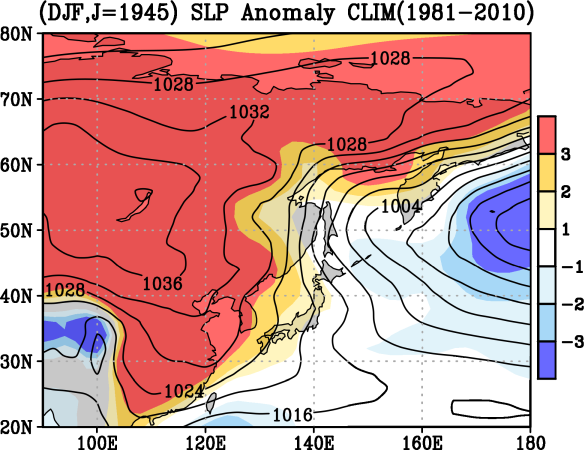 (DJF,J=1945) SLP Anomaly CLIM(1981−2010)
80N
1028
1028
70N
1032
3
1028
60N
2
1004
1
50N
−1
1036
1028
40N
−2
−3
30N
1024
1016
20N
100E 120E 140E 160E 180